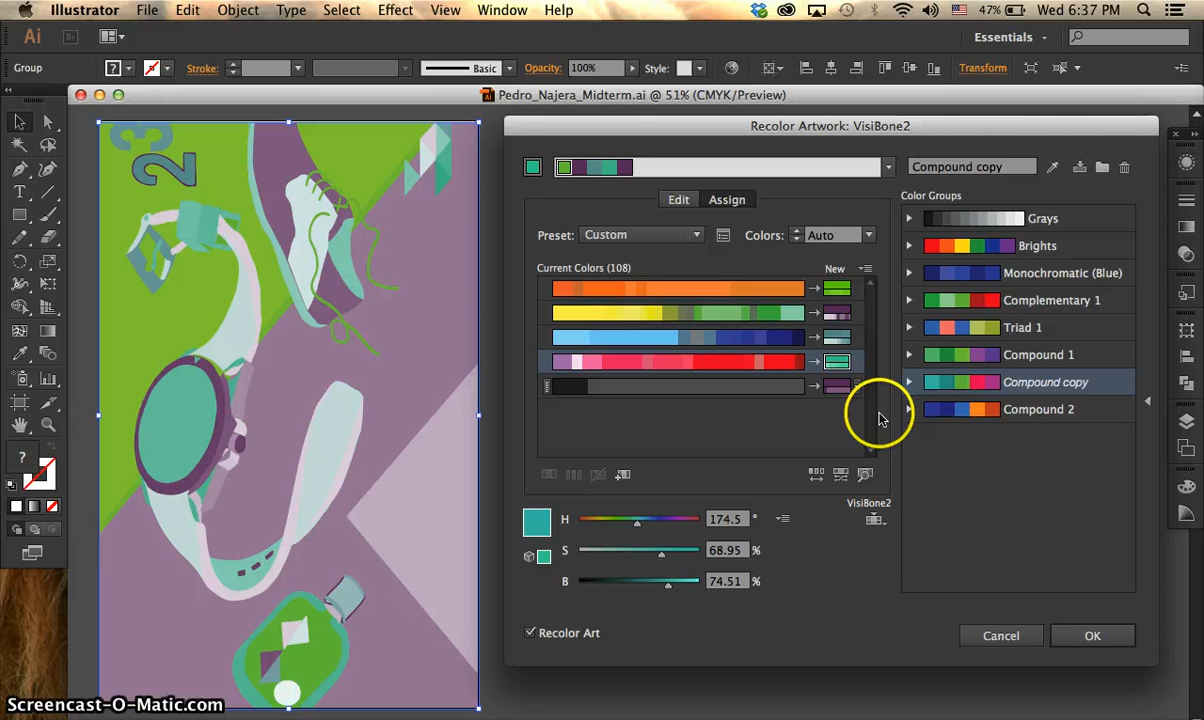 Illustrator File Edit Object Type Select Effect View Window Help 47% Wed 6:37 PM
Ai Br Essentials
Group ? Stroke: Basic Opacity: 100% Style: Transform
Pedro_Najera_Midterm.ai @ 51% (CMYK/Preview)
Recolor Artwork: VisiBone2
Compound copy
Edit Assign
Color Groups
Preset: Custom Colors: Auto
Current Colors (108) New
Grays
Brights
Monochromatic (Blue)
Complementary 1
Triad 1
Compound 1
Compound copy
Compound 2
VisiBone2
H 174.5 °
S 68.95 %
B 74.51 %
Recolor Art
Cancel OK
23
T
?
Screencast-O-Matic.com